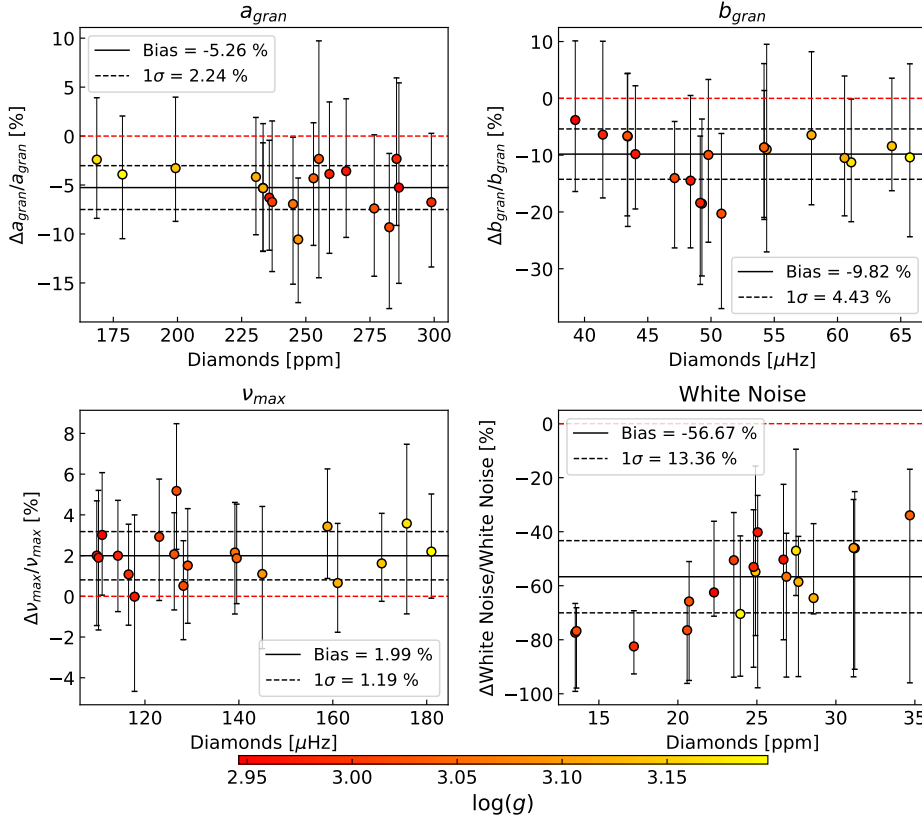 a_gran
Bias = -5.26 %
1σ = 2.24 %
Δa_gran/a_gran [%]
10
5
0
−5
−10
−15
175
200
225
250
275
300
Diamonds [ppm]
b_gran
Bias = -9.82 %
1σ = 4.43 %
Δb_gran/b_gran [%]
10
0
−10
−20
−30
40
45
50
55
60
65
Diamonds [μHz]
ν_max
Bias = 1.99 %
1σ = 1.19 %
Δν_max/ν_max [%]
8
6
4
2
0
−2
−4
120
140
160
180
Diamonds [μHz]
White Noise
Bias = -56.67 %
1σ = 13.36 %
ΔWhite Noise/White Noise [%]
0
−20
−40
−60
−80
−100
15
20
25
30
35
Diamonds [ppm]
2.95
3.00
3.05
3.10
3.15
log(g)